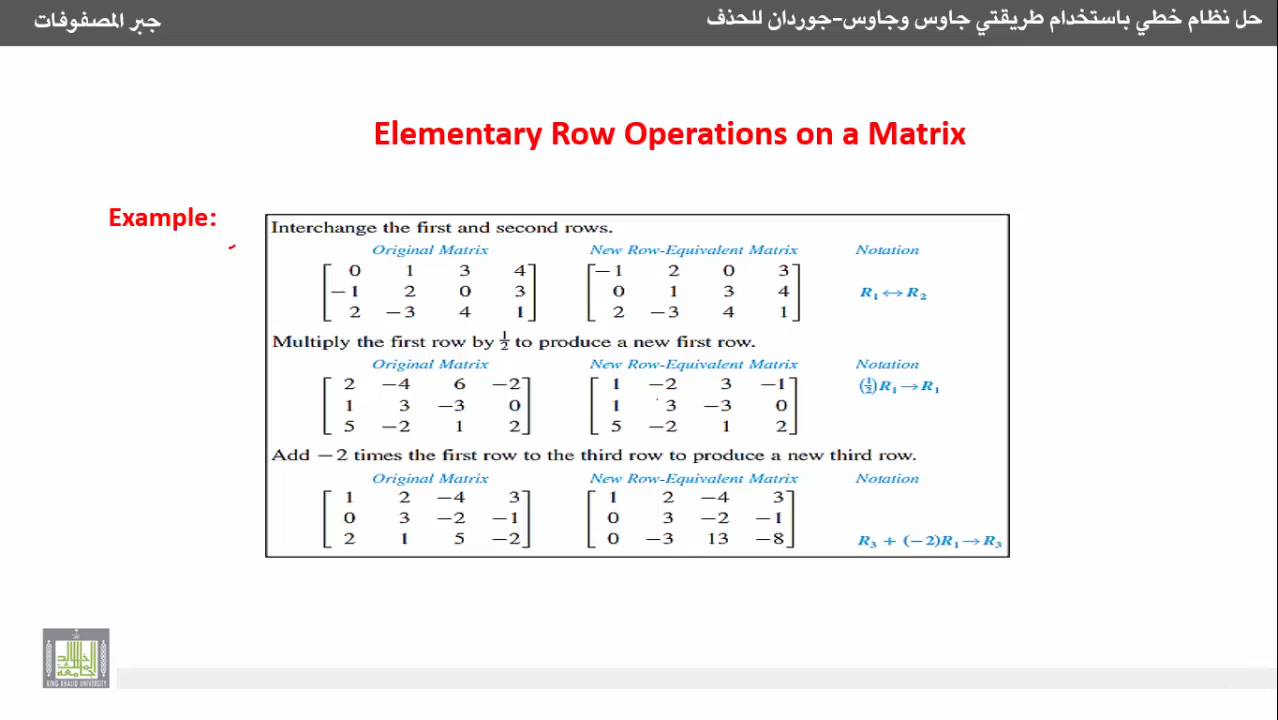 حل نظام خطي باستخدام طريقتي جاوس وجاوس-جوردان للحذف
جبر المصفوفات
Elementary Row Operations on a Matrix
Example:
Interchange the first and second rows.
Original Matrix New Row-Equivalent Matrix Notation
0 1 3 4 −1 2 0 3
−1 2 0 3 0 1 3 4 R₁ ↔ R₂
2 −3 4 1 2 −3 4 1
Multiply the first row by ½ to produce a new first row.
Original Matrix New Row-Equivalent Matrix Notation
2 −4 6 −2 1 −2 3 −1 (½)R₁ → R₁
1 3 −3 0 1 3 −3 0
5 −2 1 2 5 −2 1 2
Add −2 times the first row to the third row to produce a new third row.
Original Matrix New Row-Equivalent Matrix Notation
1 2 −4 3 1 2 −4 3
0 3 −2 −1 0 3 −2 −1
2 1 5 −2 0 −3 13 −8 R₃ + (−2)R₁ → R₃
جامعة الملك خالد
KING KHALID UNIVERSITY